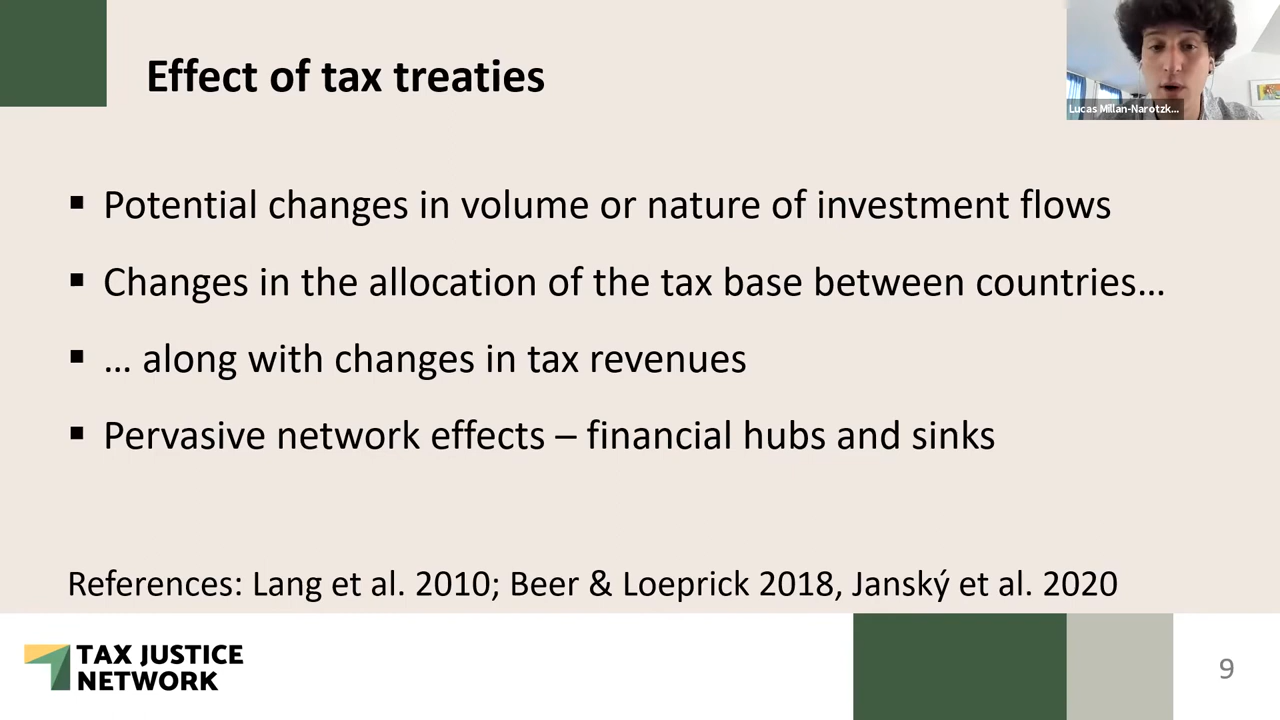 Effect of tax treaties
Lucas Millan-Narotzk...
▪ Potential changes in volume or nature of investment flows
▪ Changes in the allocation of the tax base between countries…
▪ … along with changes in tax revenues
▪ Pervasive network effects – financial hubs and sinks
References: Lang et al. 2010; Beer & Loeprick 2018, Janský et al. 2020
TAX JUSTICE
NETWORK
9